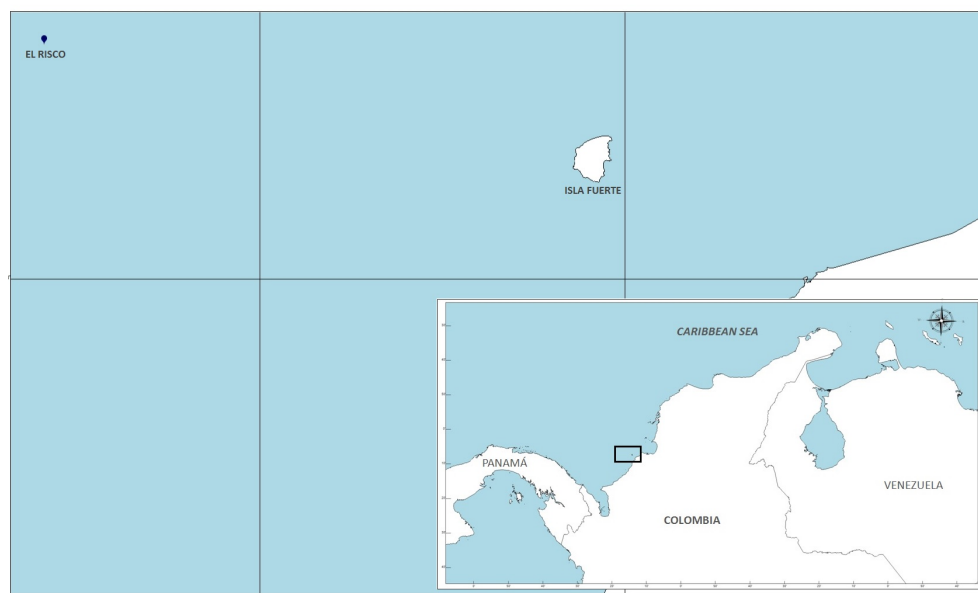 EL RISCO
ISLA FUERTE
CARIBBEAN SEA
PANAMÁ
VENEZUELA
COLOMBIA